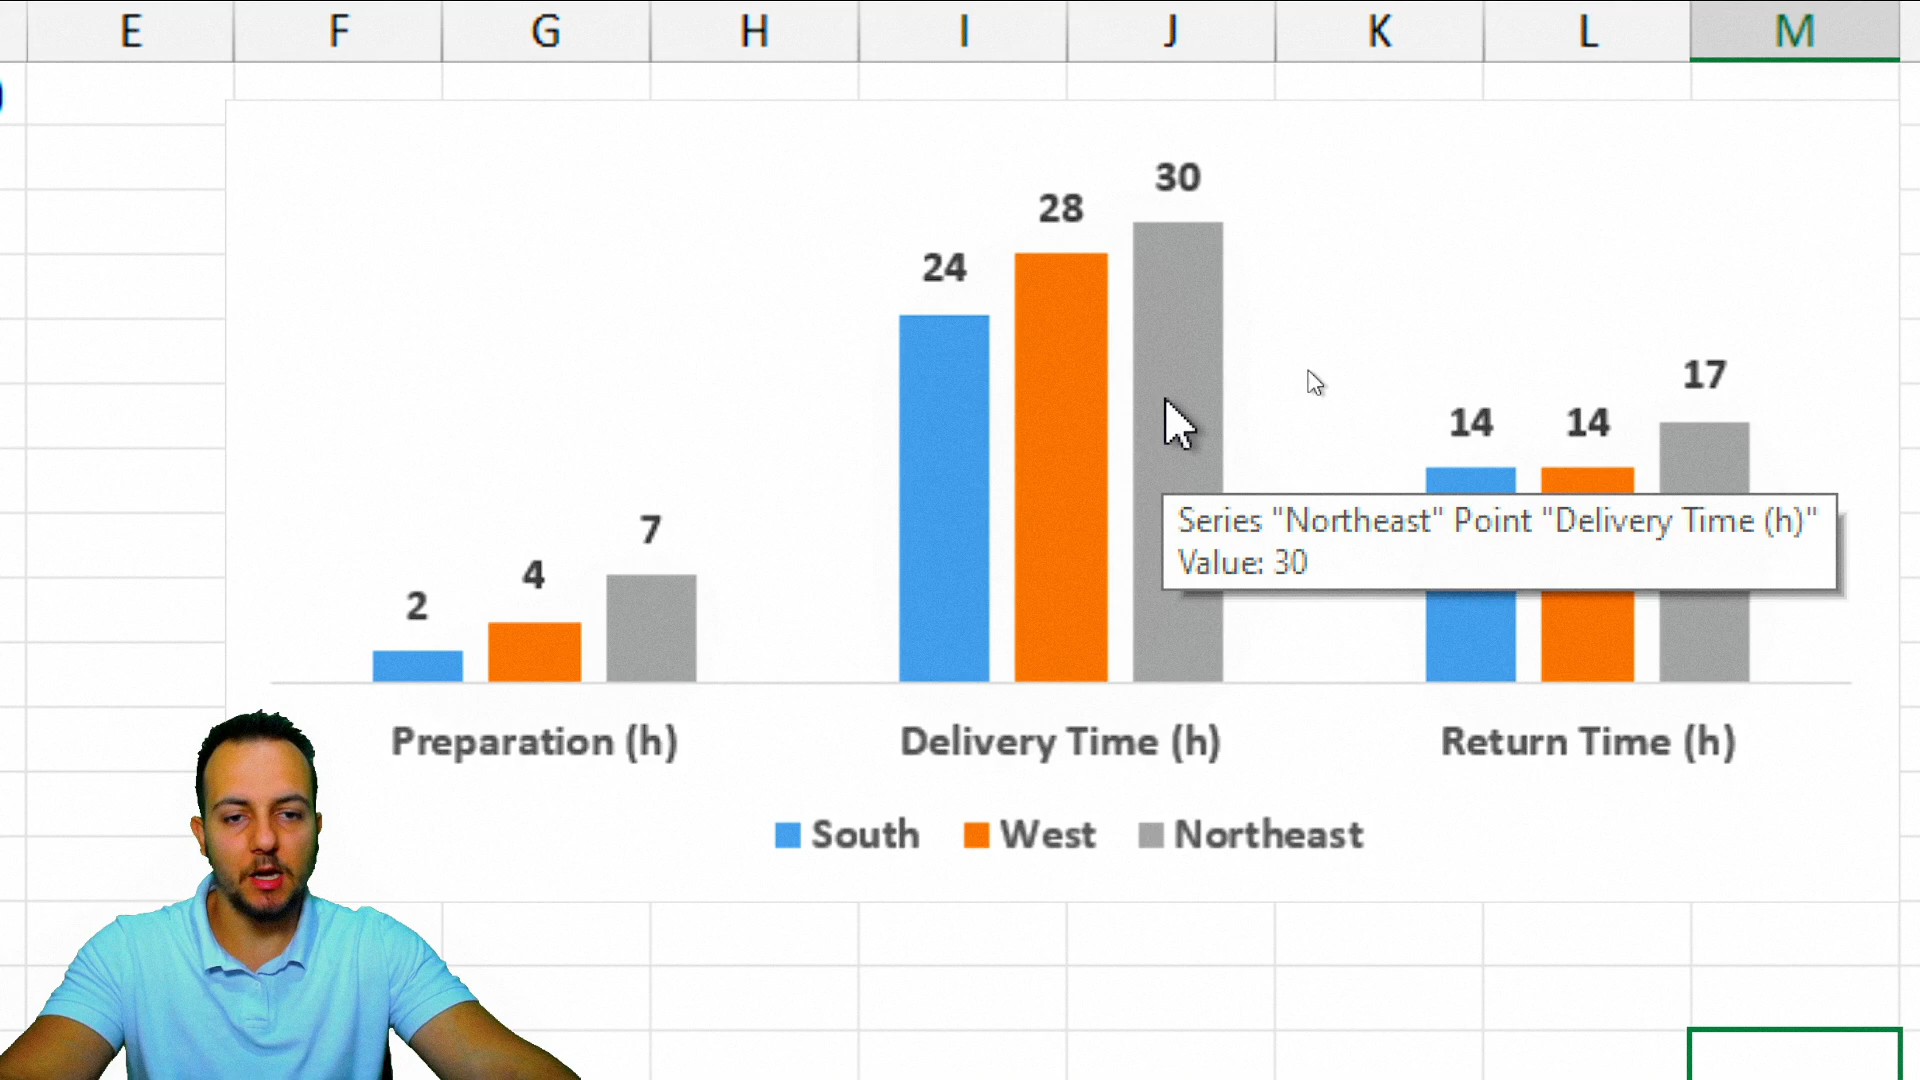 E F G H I J K L M
30
28
24
17
14 14
7
4
2
Series "Northeast" Point "Delivery Time (h)"
Value: 30
Preparation (h) Delivery Time (h) Return Time (h)
South West Northeast